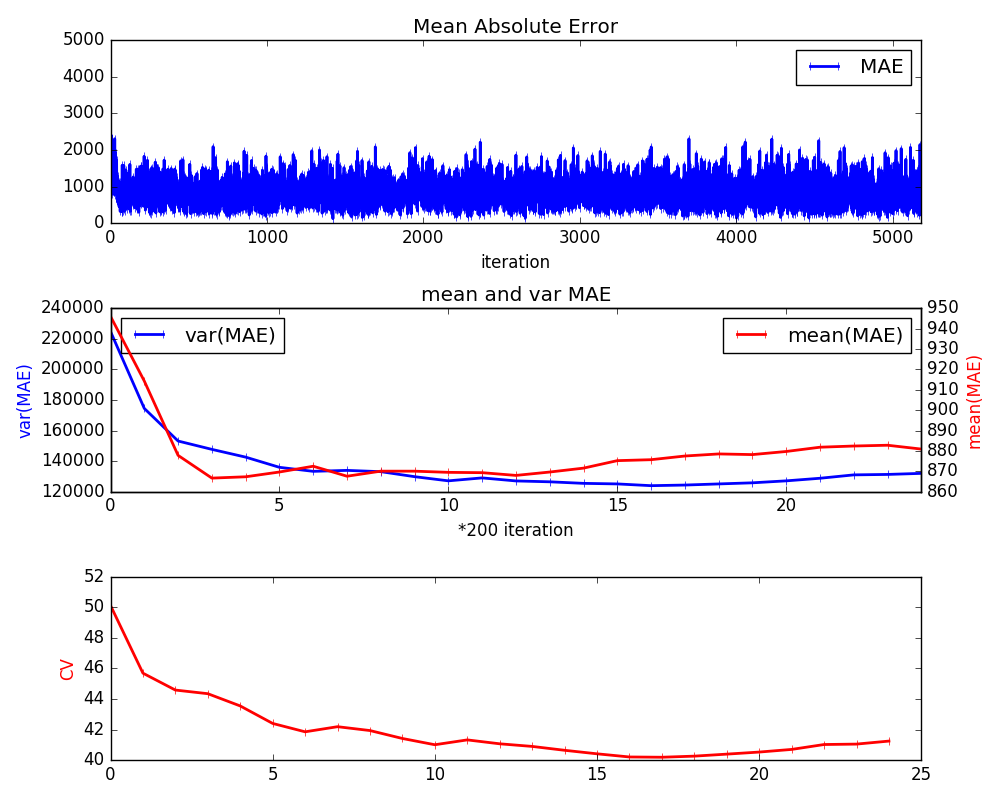 Mean Absolute Error
5000
4000
3000
2000
1000
0
MAE
0 1000 2000 3000 4000 5000
iteration
mean and var MAE
240000
220000
200000
180000
160000
140000
120000
var(MAE)
var(MAE)
mean(MAE)
950
940
930
920
910
900
890
880
870
860
mean(MAE)
0 5 10 15 20
*200 iteration
52
50
48
46
44
42
40
CV
0 5 10 15 20 25